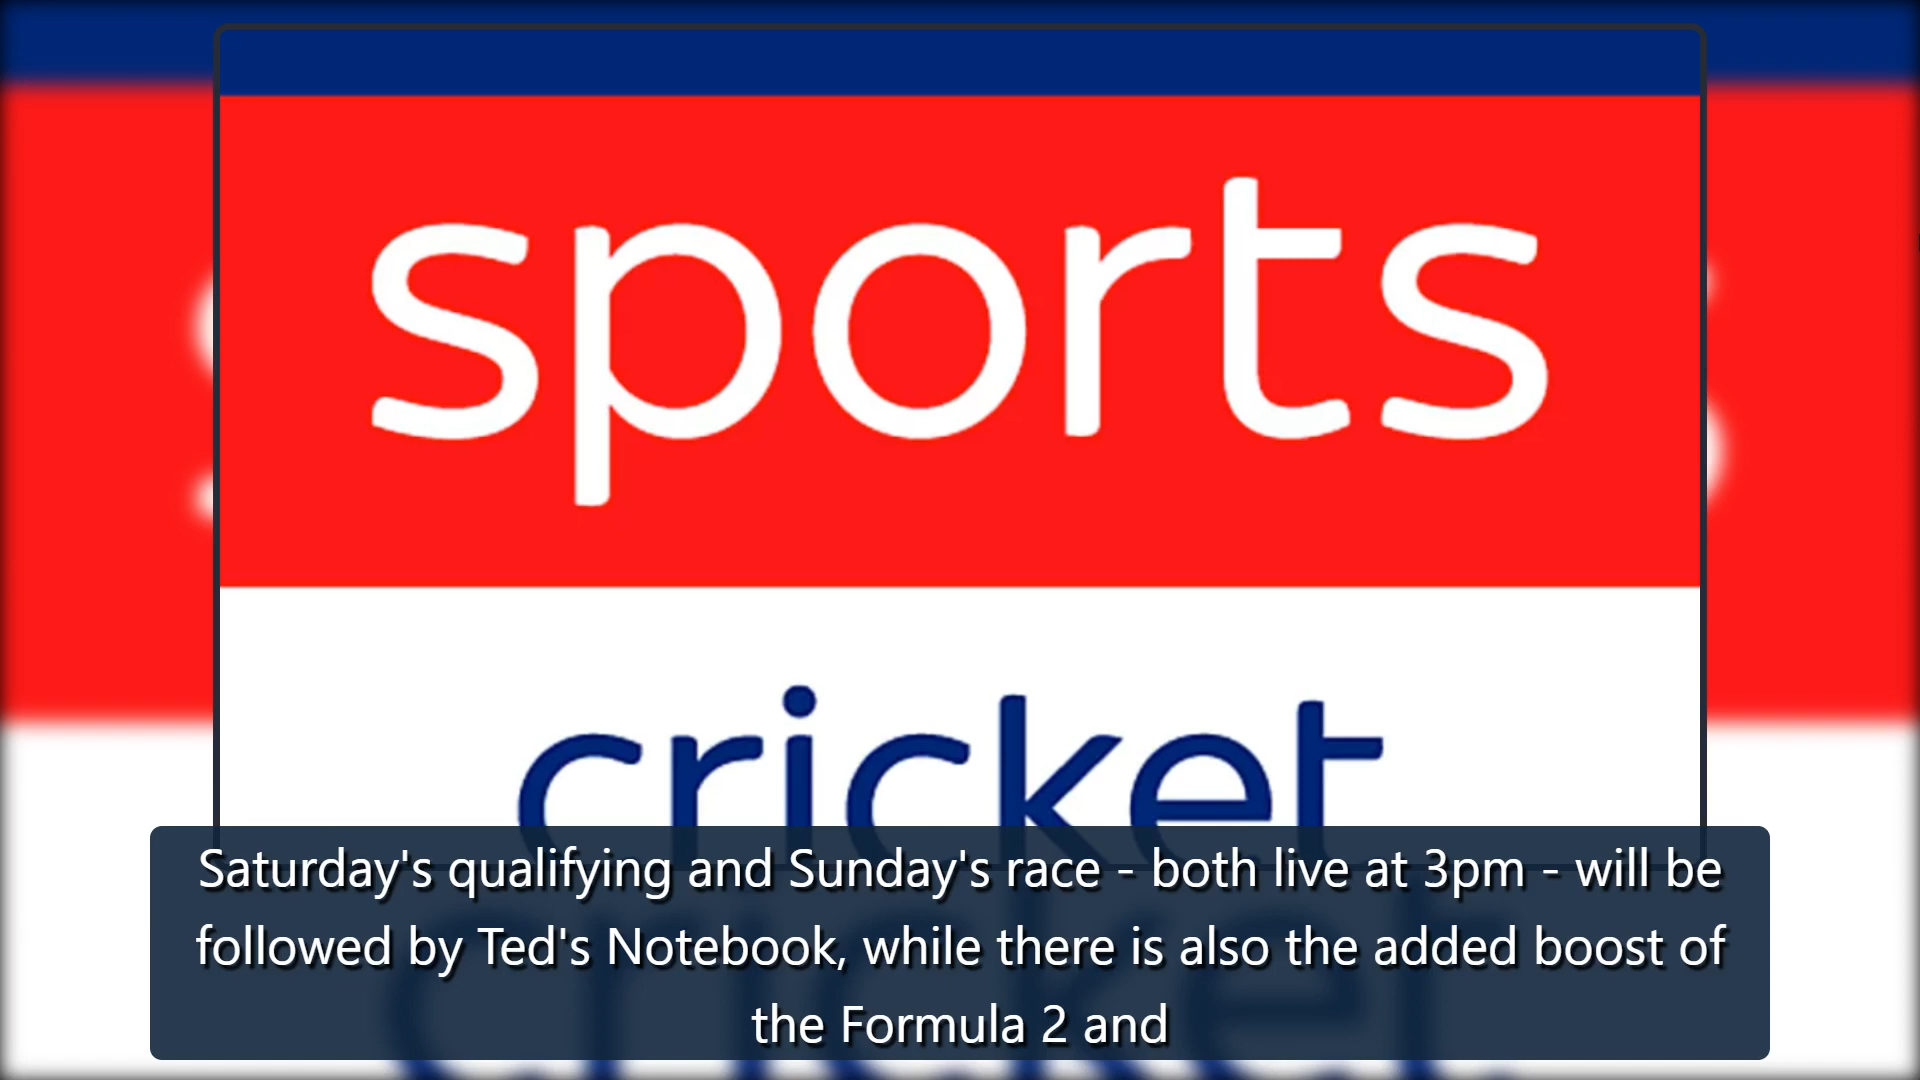 sports
cricket
Saturday's qualifying and Sunday's race - both live at 3pm - will be
followed by Ted's Notebook, while there is also the added boost of
the Formula 2 and